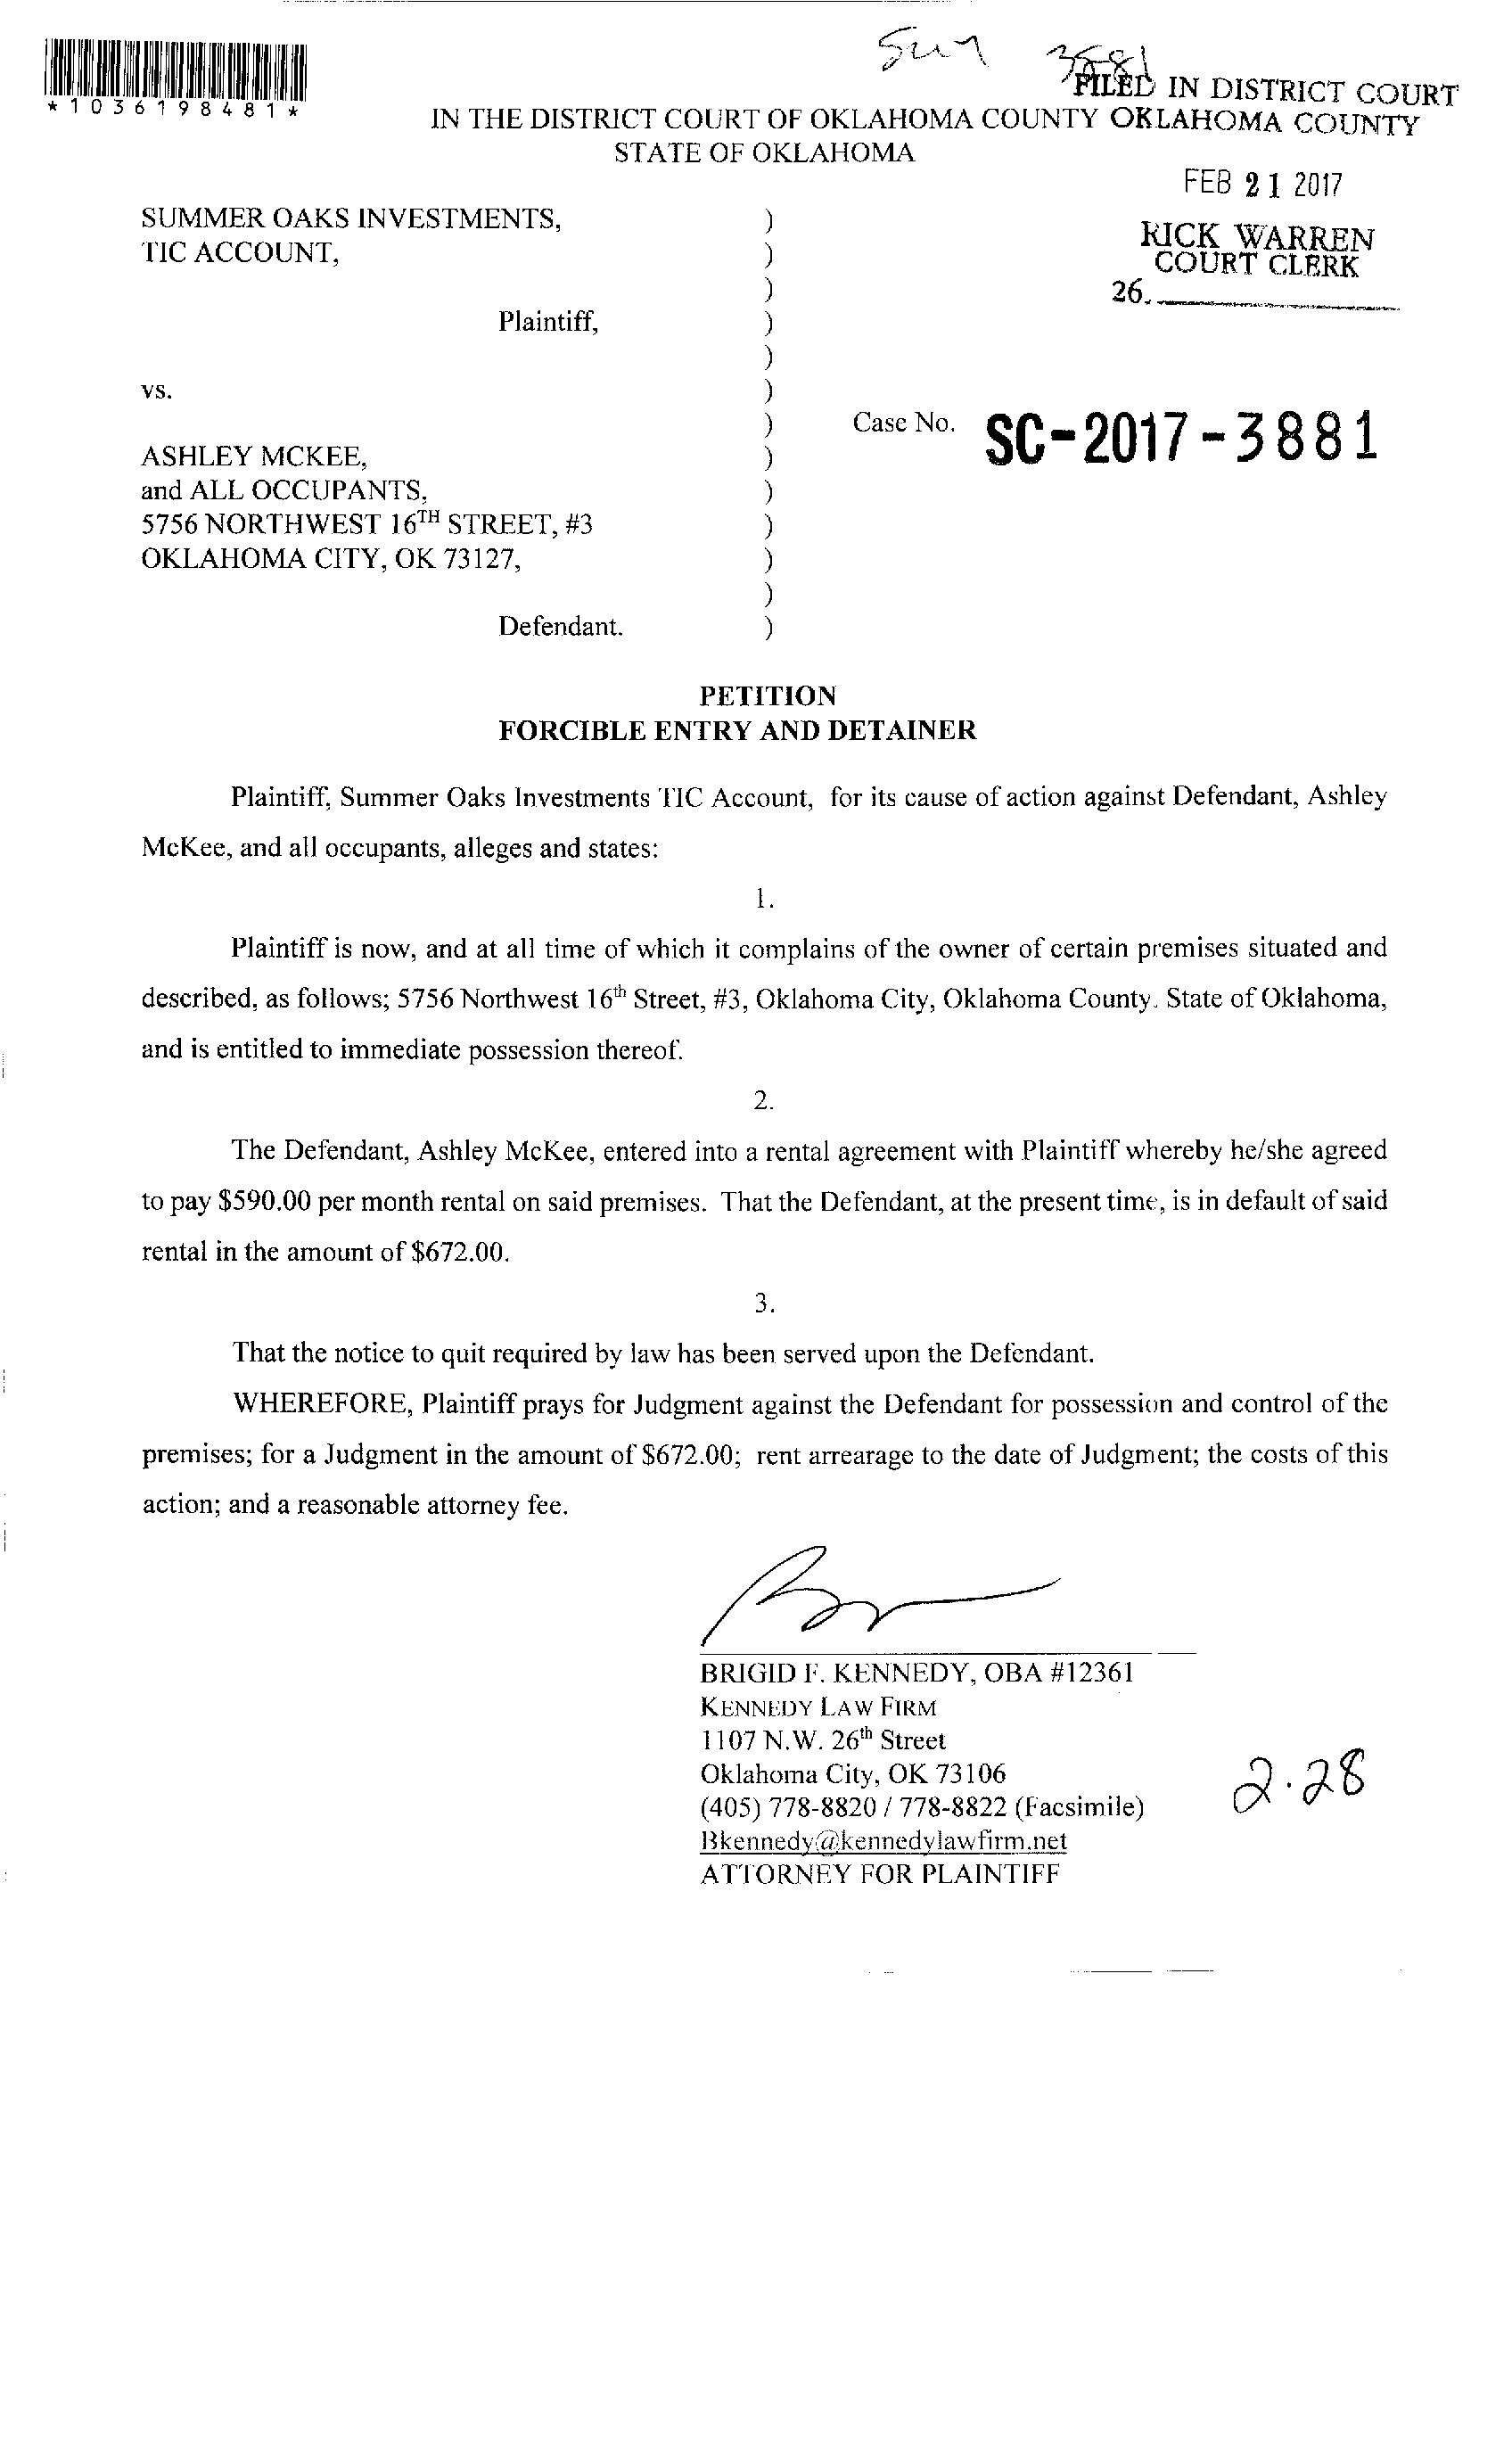 Sum 3881
FILED IN DISTRICT COURT
*1036198481*
IN THE DISTRICT COURT OF OKLAHOMA COUNTY OKLAHOMA COUNTY
STATE OF OKLAHOMA
FEB 21 2017
SUMMER OAKS INVESTMENTS, )
RICK WARREN
TIC ACCOUNT, )
COURT CLERK
)
26.
Plaintiff, )
)
vs. )
) Case No. SC-2017-3881
ASHLEY MCKEE, )
and ALL OCCUPANTS, )
5756 NORTHWEST 16TH STREET, #3 )
OKLAHOMA CITY, OK 73127, )
)
Defendant. )
PETITION
FORCIBLE ENTRY AND DETAINER
Plaintiff, Summer Oaks Investments TIC Account, for its cause of action against Defendant, Ashley
McKee, and all occupants, alleges and states:
1.
Plaintiff is now, and at all time of which it complains of the owner of certain premises situated and
described, as follows; 5756 Northwest 16th Street, #3, Oklahoma City, Oklahoma County. State of Oklahoma,
and is entitled to immediate possession thereof.
2.
The Defendant, Ashley McKee, entered into a rental agreement with Plaintiff whereby he/she agreed
to pay $590.00 per month rental on said premises. That the Defendant, at the present time, is in default of said
rental in the amount of $672.00.
3.
That the notice to quit required by law has been served upon the Defendant.
WHEREFORE, Plaintiff prays for Judgment against the Defendant for possession and control of the
premises; for a Judgment in the amount of $672.00; rent arrearage to the date of Judgment; the costs of this
action; and a reasonable attorney fee.
BRIGID F. KENNEDY, OBA #12361
KENNEDY LAW FIRM
1107 N.W. 26th Street
Oklahoma City, OK 73106
2.28
(405) 778-8820 / 778-8822 (Facsimile)
Bkennedy@kennedylawfirm.net
ATTORNEY FOR PLAINTIFF